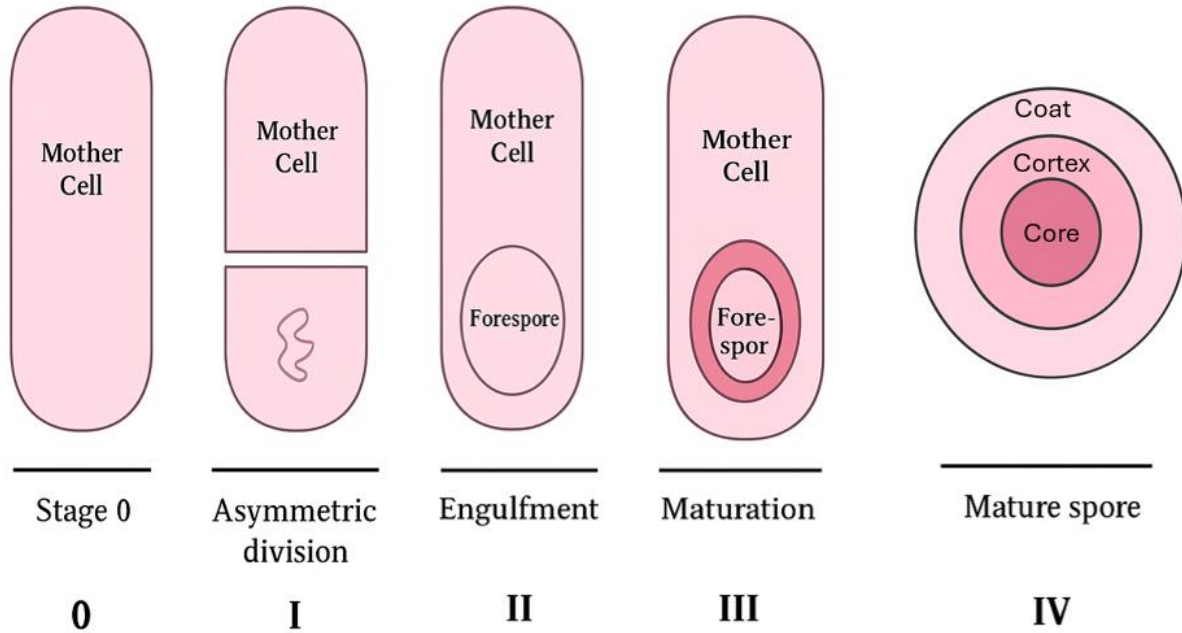 Mother
Cell
Mother
Cell
Mother
Cell
Forespore
Mother
Cell
Fore-
spor
Coat
Cortex
Core
Stage 0
Asymmetric
division
Engulfment
Maturation
Mature spore
0
I
II
III
IV